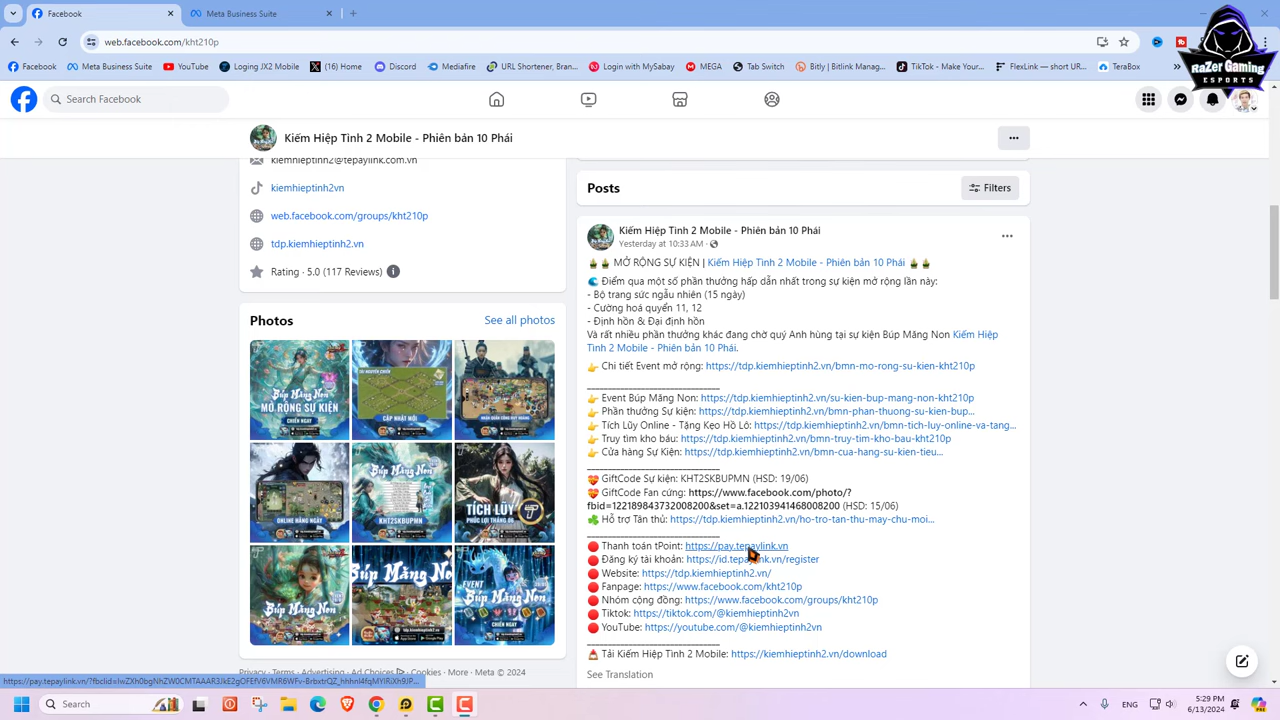 Facebook
Meta Business Suite
web.facebook.com/kht210p
Facebook
Meta Business Suite
YouTube
Loging JX2 Mobile
(16) Home
Discord
Mediafire
URL Shortener, Bran...
Login with MySabay
MEGA
Tab Switch
Bitly | Bitlink Manag...
TikTok - Make Your...
FlexLink — short UR...
TeraBox
RaZer Gaming
ESPORTS
Search Facebook
Kiếm Hiệp Tình 2 Mobile - Phiên bản 10 Phái
kiemhieptinh2@tepaylink.com.vn
kiemhieptinh2vn
web.facebook.com/groups/kht210p
tdp.kiemhieptinh2.vn
Rating · 5.0 (117 Reviews)
Photos
See all photos
MỞ RỘNG SỰ KIỆN
CHIẾN NGAY
CẬP NHẬT MỚI
ONLINE HÀNG NGAY
Búp Măng Non
KHT2SKBUPMN
TÍCH LŨY
PHÚC LỢI THÁNG 06
Búp Măng Non
Búp Măng Non
EVENT
Búp Măng Non
CHIẾN NGAY
Privacy · Terms · Advertising · Ad Choices · Cookies · More · Meta © 2024
Posts
Filters
Kiếm Hiệp Tình 2 Mobile - Phiên bản 10 Phái
Yesterday at 10:33 AM ·
MỞ RỘNG SỰ KIỆN | Kiếm Hiệp Tình 2 Mobile - Phiên bản 10 Phái
Điểm qua một số phần thưởng hấp dẫn nhất trong sự kiện mở rộng lần này:
- Bộ trang sức ngẫu nhiên (15 ngày)
- Cường hoá quyển 11, 12
- Định hồn & Đại định hồn
Và rất nhiều phần thưởng khác đang chờ quý Anh hùng tại sự kiện Búp Măng Non Kiếm Hiệp
Tình 2 Mobile - Phiên bản 10 Phái.
👉 Chi tiết Event mở rộng: https://tdp.kiemhieptinh2.vn/bmn-mo-rong-su-kien-kht210p
______________________
👉 Event Búp Măng Non: https://tdp.kiemhieptinh2.vn/su-kien-bup-mang-non-kht210p
👉 Phần thưởng Sự kiện: https://tdp.kiemhieptinh2.vn/bmn-phan-thuong-su-kien-bup...
👉 Tích Lũy Online - Tặng Kẹo Hồ Lô: https://tdp.kiemhieptinh2.vn/bmn-tich-luy-online-va-tang...
👉 Truy tìm kho báu: https://tdp.kiemhieptinh2.vn/bmn-truy-tim-kho-bau-kht210p
👉 Cửa hàng Sự Kiện: https://tdp.kiemhieptinh2.vn/bmn-cua-hang-su-kien-tieu...
______________________
💝 GiftCode Sự kiện: KHT2SKBUPMN (HSD: 19/06)
💝 GiftCode Fan cứng: https://www.facebook.com/photo/?
fbid=122189843732008200&set=a.122103941468008200 (HSD: 15/06)
🍀 Hỗ trợ Tân thủ: https://tdp.kiemhieptinh2.vn/ho-tro-tan-thu-may-chu-moi...
______________________
🔴 Thanh toán tPoint: https://pay.tepaylink.vn
🔴 Đăng ký tài khoản: https://id.tepaylink.vn/register
🔴 Website: https://tdp.kiemhieptinh2.vn/
🔴 Fanpage: https://www.facebook.com/kht210p
🔴 Nhóm cộng đồng: https://www.facebook.com/groups/kht210p
🔴 Tiktok: https://tiktok.com/@kiemhieptinh2vn
🔴 YouTube: https://youtube.com/@kiemhieptinh2vn
______________________
📥 Tải Kiếm Hiệp Tình 2 Mobile: https://kiemhieptinh2.vn/download
See Translation
Search
ENG
5:29 PM
6/13/2024